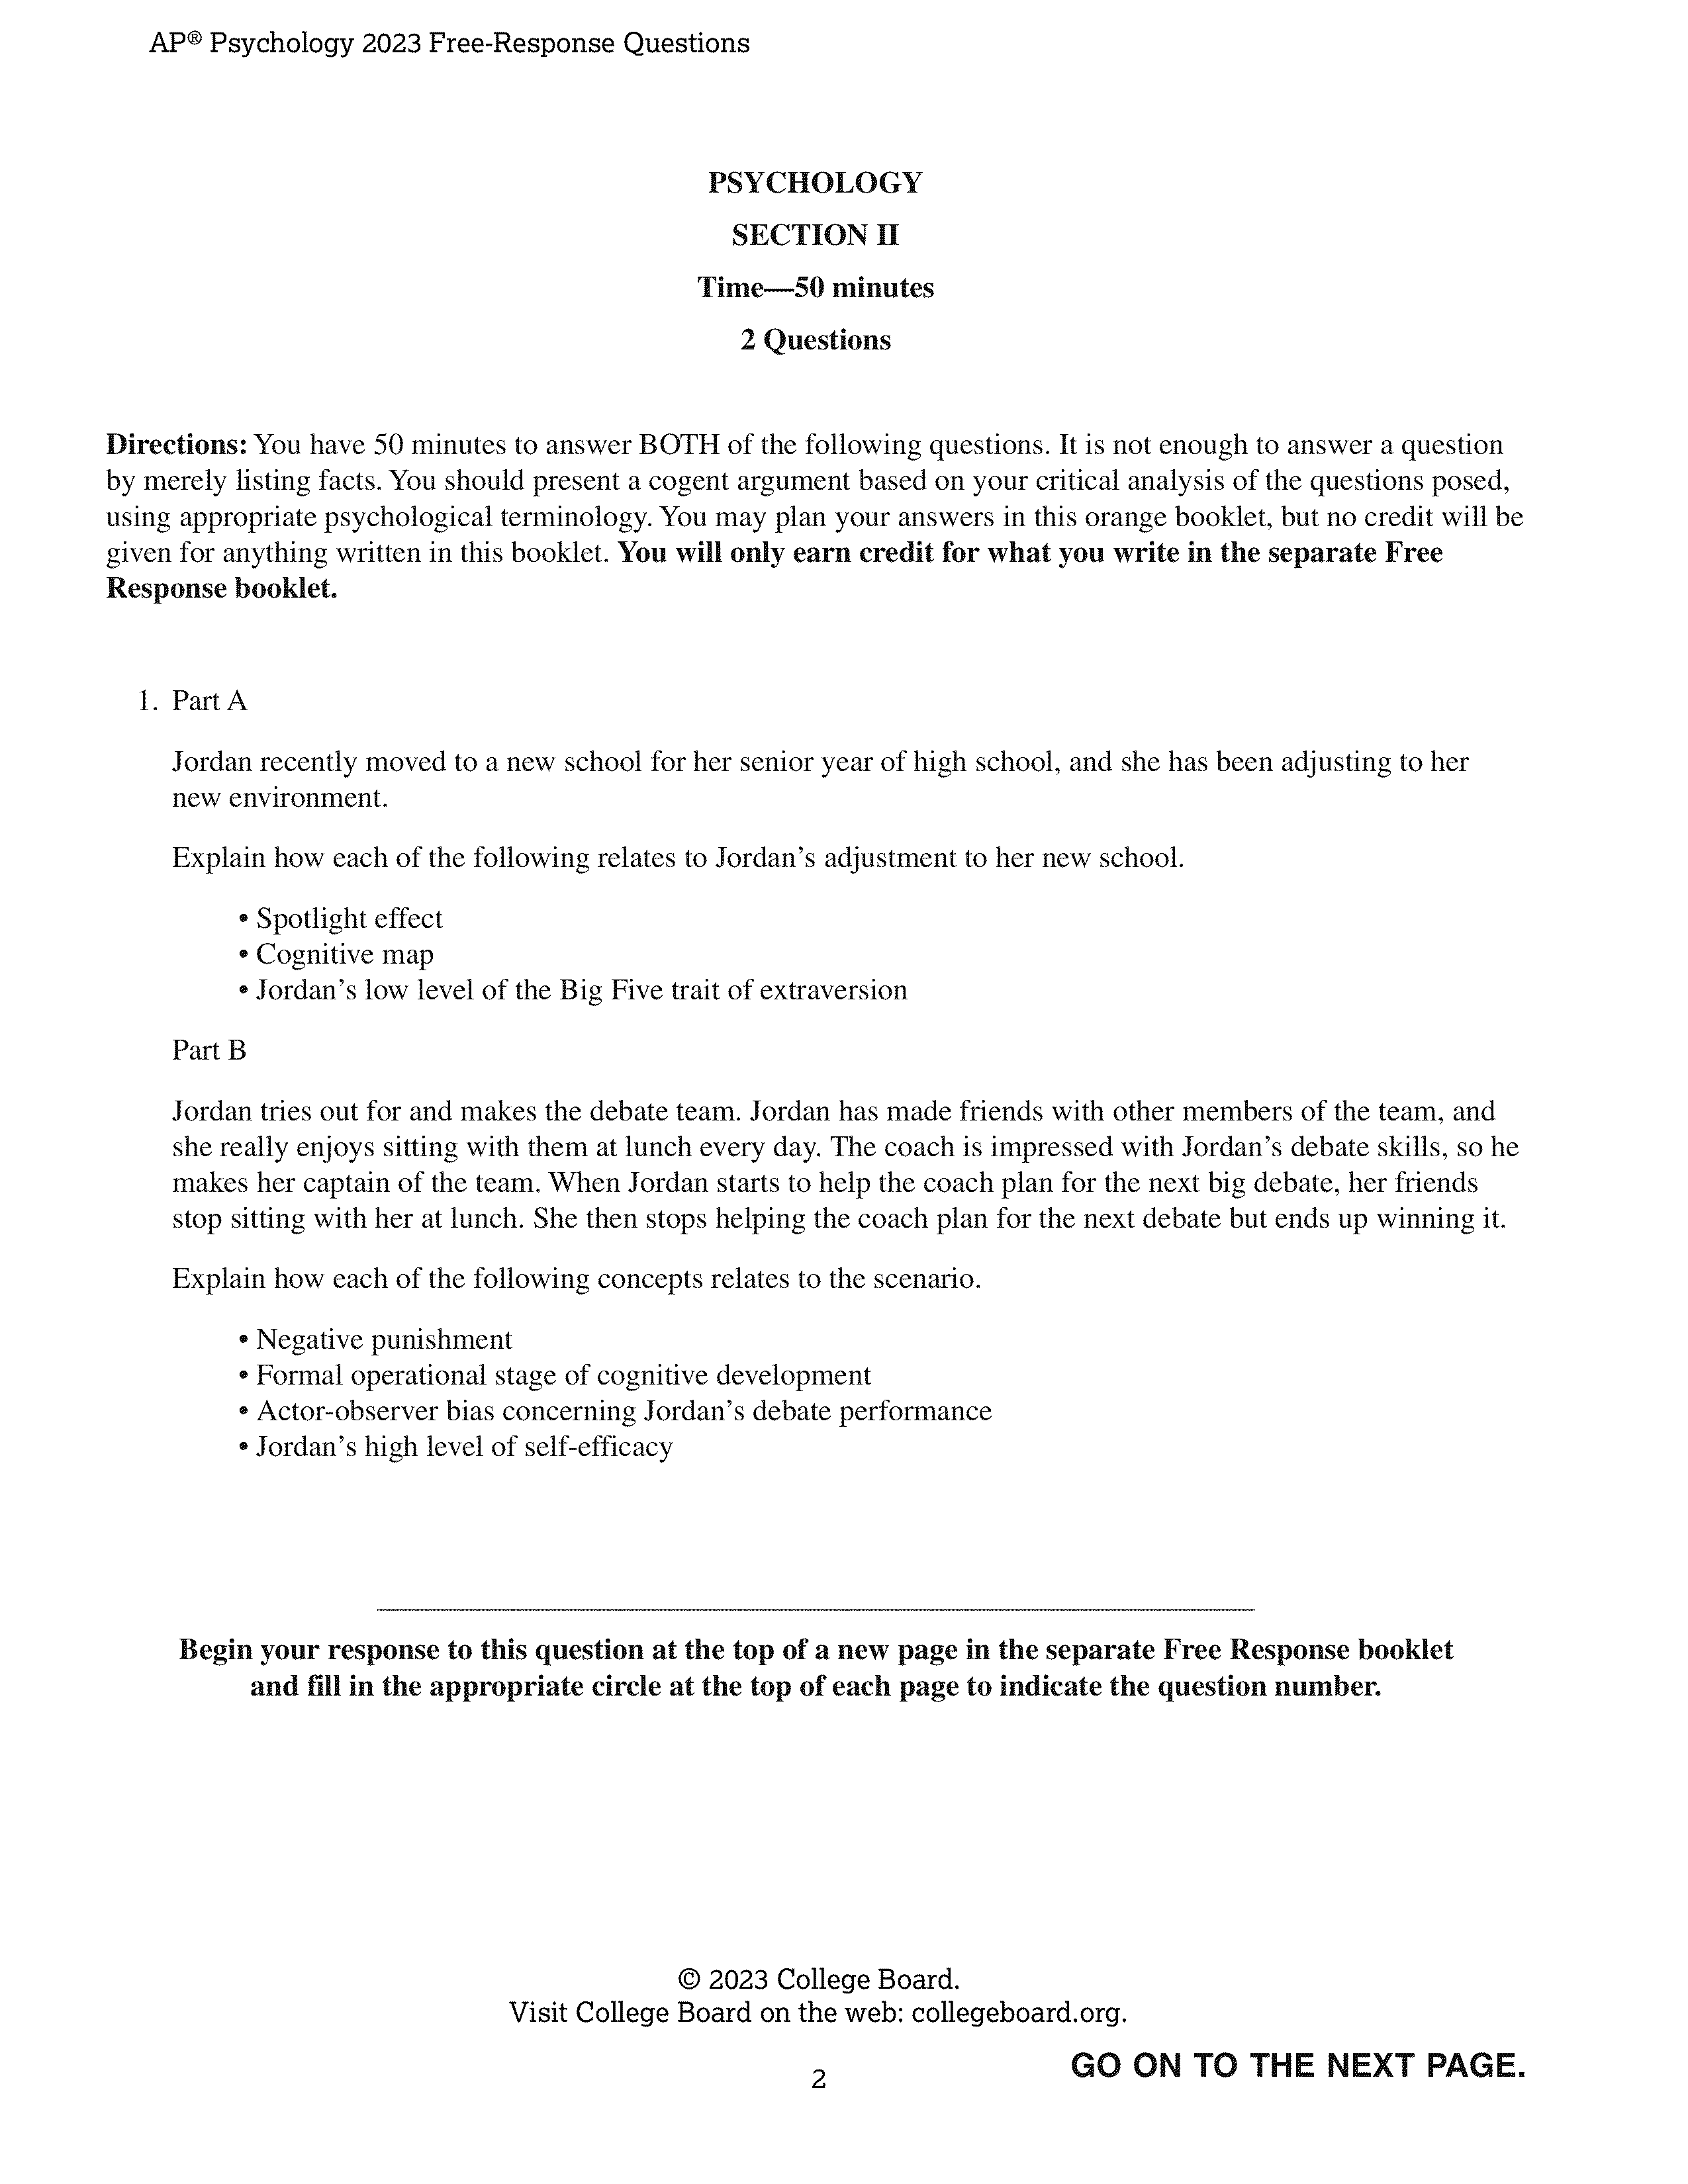 AP® Psychology 2023 Free-Response Questions
PSYCHOLOGY
SECTION II
Time—50 minutes
2 Questions
Directions: You have 50 minutes to answer BOTH of the following questions. It is not enough to answer a question
by merely listing facts. You should present a cogent argument based on your critical analysis of the questions posed,
using appropriate psychological terminology. You may plan your answers in this orange booklet, but no credit will be
given for anything written in this booklet. You will only earn credit for what you write in the separate Free
Response booklet.
1. Part A
Jordan recently moved to a new school for her senior year of high school, and she has been adjusting to her
new environment.
Explain how each of the following relates to Jordan’s adjustment to her new school.
• Spotlight effect
• Cognitive map
• Jordan’s low level of the Big Five trait of extraversion
Part B
Jordan tries out for and makes the debate team. Jordan has made friends with other members of the team, and
she really enjoys sitting with them at lunch every day. The coach is impressed with Jordan’s debate skills, so he
makes her captain of the team. When Jordan starts to help the coach plan for the next big debate, her friends
stop sitting with her at lunch. She then stops helping the coach plan for the next debate but ends up winning it.
Explain how each of the following concepts relates to the scenario.
• Negative punishment
• Formal operational stage of cognitive development
• Actor-observer bias concerning Jordan’s debate performance
• Jordan’s high level of self-efficacy
Begin your response to this question at the top of a new page in the separate Free Response booklet
and fill in the appropriate circle at the top of each page to indicate the question number.
© 2023 College Board.
Visit College Board on the web: collegeboard.org.
GO ON TO THE NEXT PAGE.
2